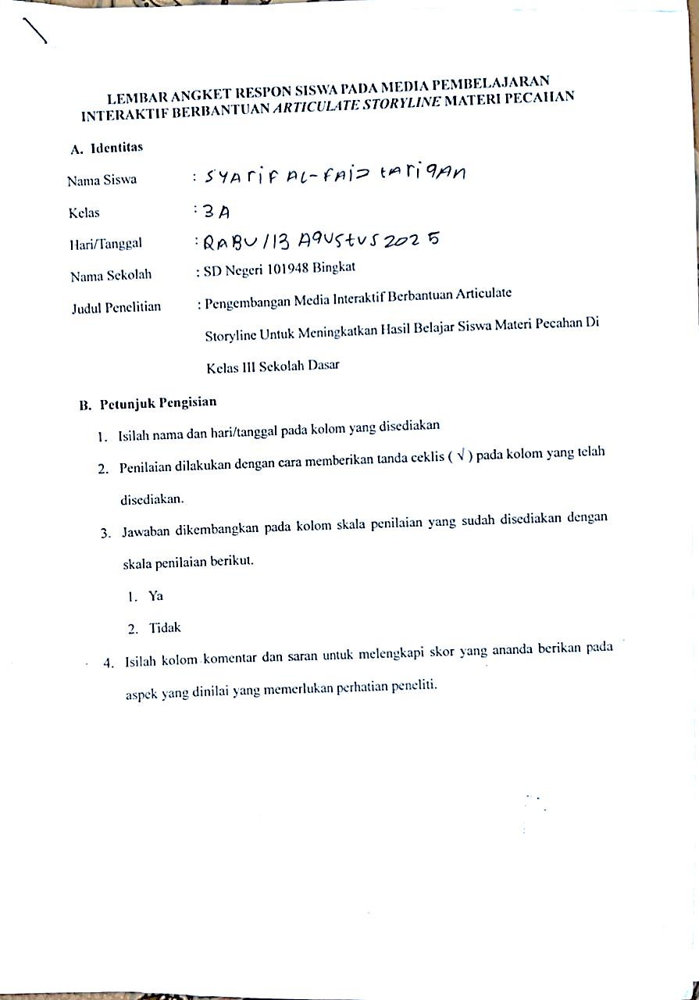 LEMBAR ANGKET RESPON SISWA PADA MEDIA PEMBELAJARAN
INTERAKTIF BERBANTUAN ARTICULATE STORYLINE MATERI PECAHAN
A. Identitas
Nama Siswa : SYArif AL-FAiD tArigAn
Kelas : 3 A
Hari/Tanggal : RABU / 13 AgUStUS 2025
Nama Sekolah : SD Negeri 101948 Bingkat
Judul Penelitian : Pengembangan Media Interaktif Berbantuan Articulate
Storyline Untuk Meningkatkan Hasil Belajar Siswa Materi Pecahan Di
Kelas III Sekolah Dasar
B. Petunjuk Pengisian
1. Isilah nama dan hari/tanggal pada kolom yang disediakan
2. Penilaian dilakukan dengan cara memberikan tanda ceklis ( √ ) pada kolom yang telah
disediakan.
3. Jawaban dikembangkan pada kolom skala penilaian yang sudah disediakan dengan
skala penilaian berikut.
1. Ya
2. Tidak
4. Isilah kolom komentar dan saran untuk melengkapi skor yang ananda berikan pada
aspek yang dinilai yang memerlukan perhatian peneliti.